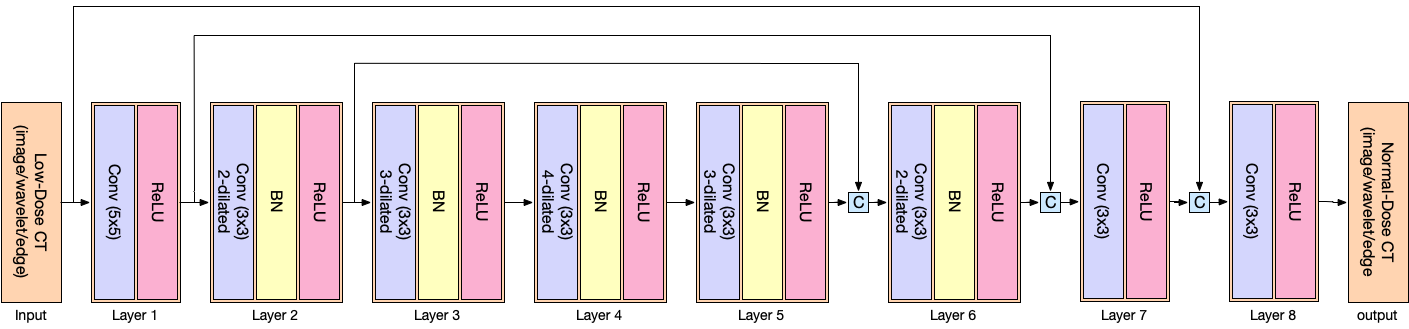 Low-Dose CT
(image/wavelet/edge)
Input
Conv (5x5)
ReLU
Layer 1
Conv (3x3)
2-dilated
BN
ReLU
Layer 2
Conv (3x3)
3-dilated
BN
ReLU
Layer 3
Conv (3x3)
4-dilated
BN
ReLU
Layer 4
Conv (3x3)
3-dilated
BN
ReLU
Layer 5
C
Conv (3x3)
2-dilated
BN
ReLU
Layer 6
C
Conv (3x3)
ReLU
Layer 7
C
Conv (3x3)
ReLU
Layer 8
Normal-Dose CT
(image/wavelet/edge
output